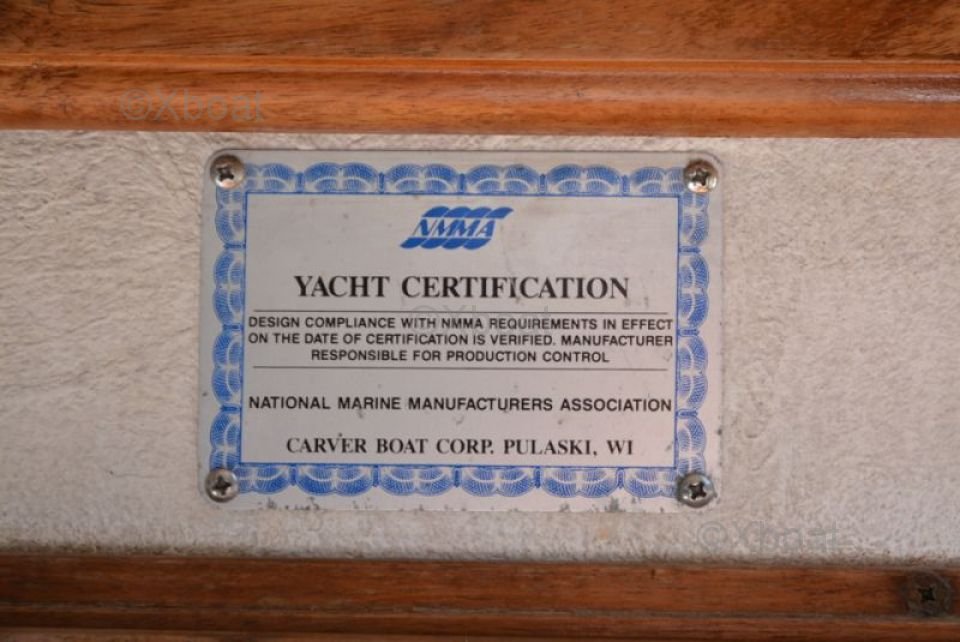 ©Xboat
NMMA
YACHT CERTIFICATION
©Xboat
DESIGN COMPLIANCE WITH NMMA REQUIREMENTS IN EFFECT
ON THE DATE OF CERTIFICATION IS VERIFIED. MANUFACTURER
RESPONSIBLE FOR PRODUCTION CONTROL
NATIONAL MARINE MANUFACTURERS ASSOCIATION
CARVER BOAT CORP. PULASKI, WI
©Xboat